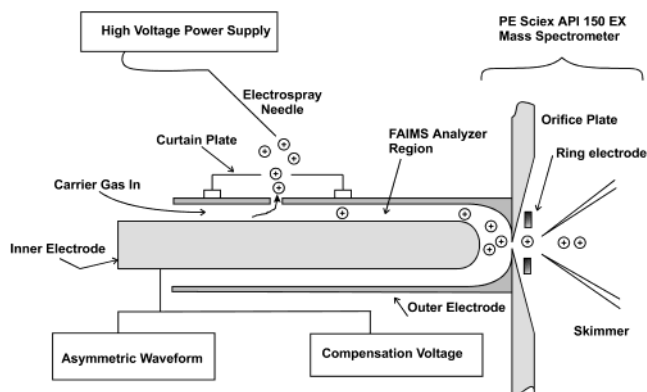 PE Sciex API 150 EX
Mass Spectrometer
High Voltage Power Supply
Electrospray
Needle
Orifice Plate
Curtain Plate
FAIMS Analyzer
Region
Ring electrode
Carrier Gas In
Inner Electrode
Outer Electrode
Skimmer
Asymmetric Waveform
Compensation Voltage